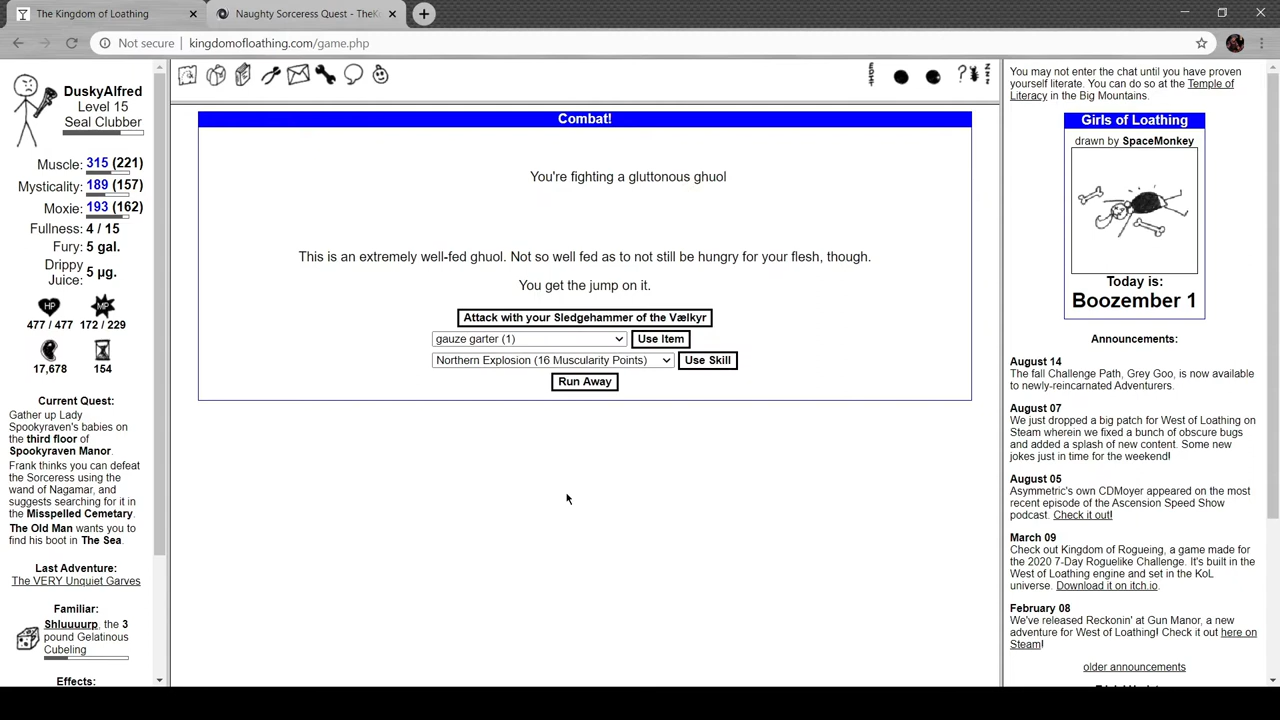 The Kingdom of Loathing
Naughty Sorceress Quest - TheK
Not secure
kingdomofloathing.com/game.php
DuskyAlfred
Level 15
Seal Clubber
Muscle: 315 (221)
Mysticality: 189 (157)
Moxie: 193 (162)
Fullness: 4 / 15
Fury: 5 gal.
Drippy
Juice: 5 µg.
HP MP
477 / 477 172 / 229
17,678 154
Current Quest:
Gather up Lady
Spookyraven's babies on
the third floor of
Spookyraven Manor.
Frank thinks you can defeat
the Sorceress using the
wand of Nagamar, and
suggests searching for it in
the Misspelled Cemetary.
The Old Man wants you to
find his boot in The Sea.
Last Adventure:
The VERY Unquiet Garves
Familiar:
Shluuuurp, the 3
pound Gelatinous
Cubeling
Effects:
Combat!
You're fighting a gluttonous ghuol
This is an extremely well-fed ghuol. Not so well fed as to not still be hungry for your flesh, though.
You get the jump on it.
Attack with your Sledgehammer of the Vælkyr
gauze garter (1) Use Item
Northern Explosion (16 Muscularity Points) Use Skill
Run Away
You may not enter the chat until you have proven
yourself literate. You can do so at the Temple of
Literacy in the Big Mountains.
Girls of Loathing
drawn by SpaceMonkey
Today is:
Boozember 1
Announcements:
August 14
The fall Challenge Path, Grey Goo, is now available
to newly-reincarnated Adventurers.
August 07
We just dropped a big patch for West of Loathing on
Steam wherein we fixed a bunch of obscure bugs
and added a splash of new content. Some new
jokes just in time for the weekend!
August 05
Asymmetric's own CDMoyer appeared on the most
recent episode of the Ascension Speed Show
podcast. Check it out!
March 09
Check out Kingdom of Rogueing, a game made for
the 2020 7-Day Roguelike Challenge. It's built in the
West of Loathing engine and set in the KoL
universe. Download it on itch.io.
February 08
We've released Reckonin' at Gun Manor, a new
adventure for West of Loathing! Check it out here on
Steam!
older announcements